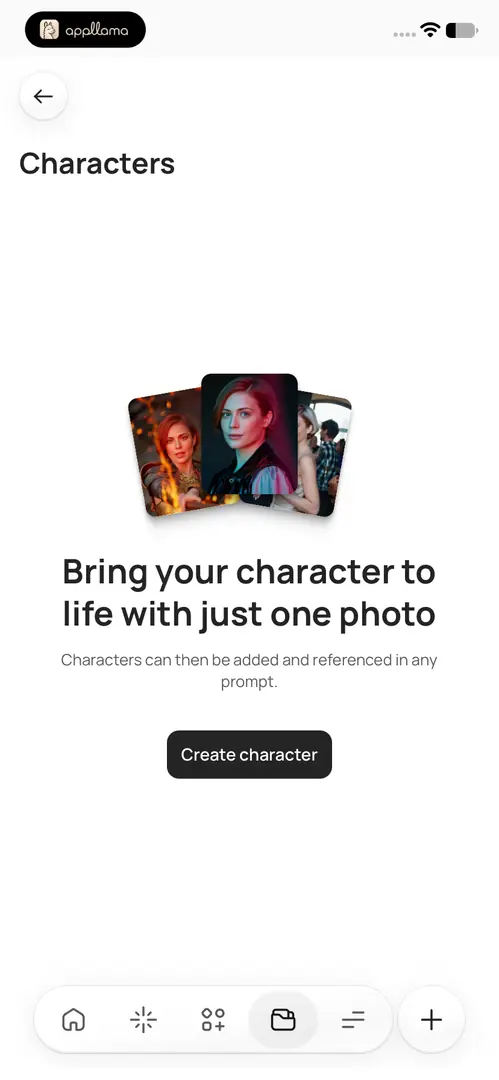 appllama
Characters
Bring your character to
life with just one photo
Characters can then be added and referenced in any
prompt.
Create character